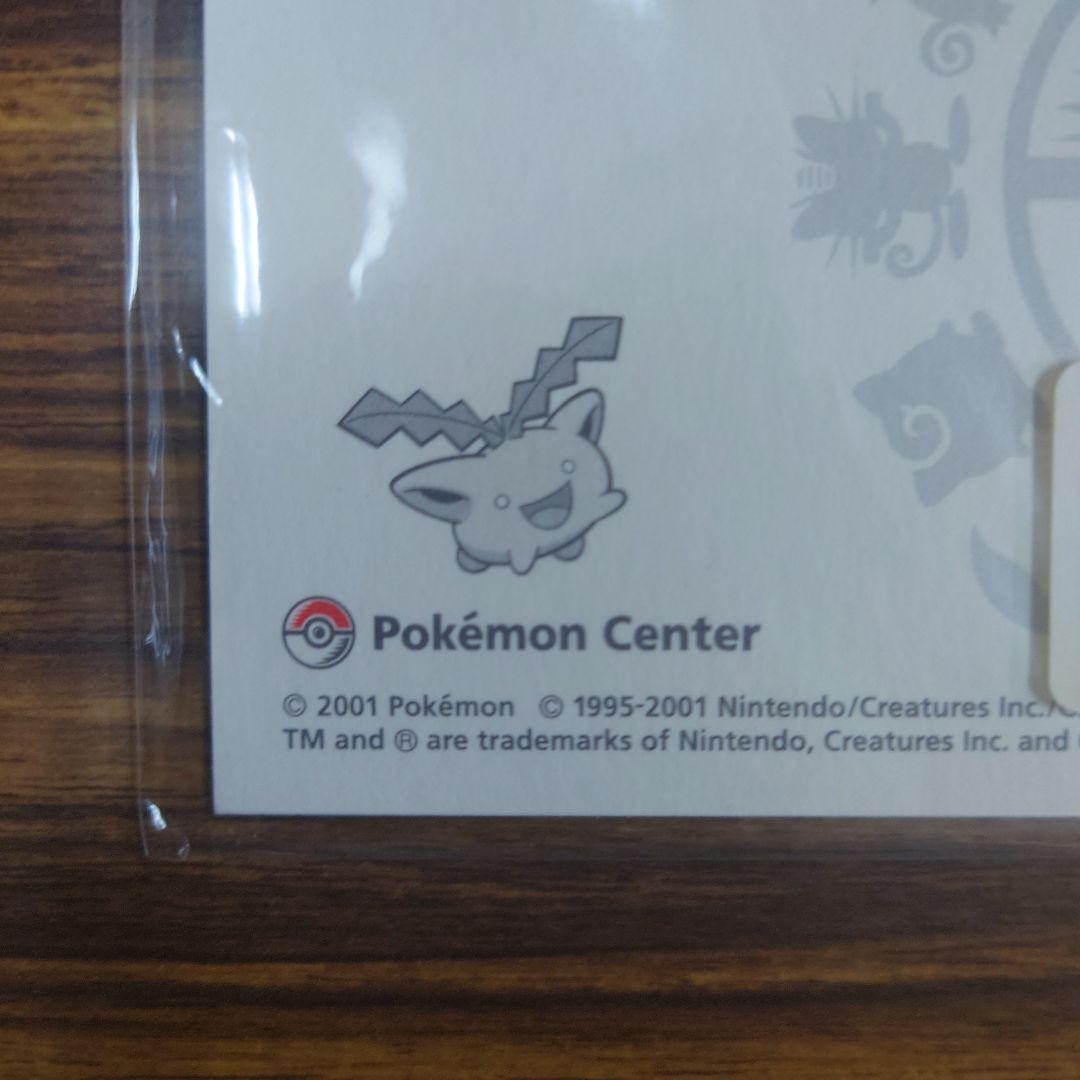 Pokémon Center
© 2001 Pokémon © 1995-2001 Nintendo/Creatures Inc./
TM and ® are trademarks of Nintendo, Creatures Inc. and